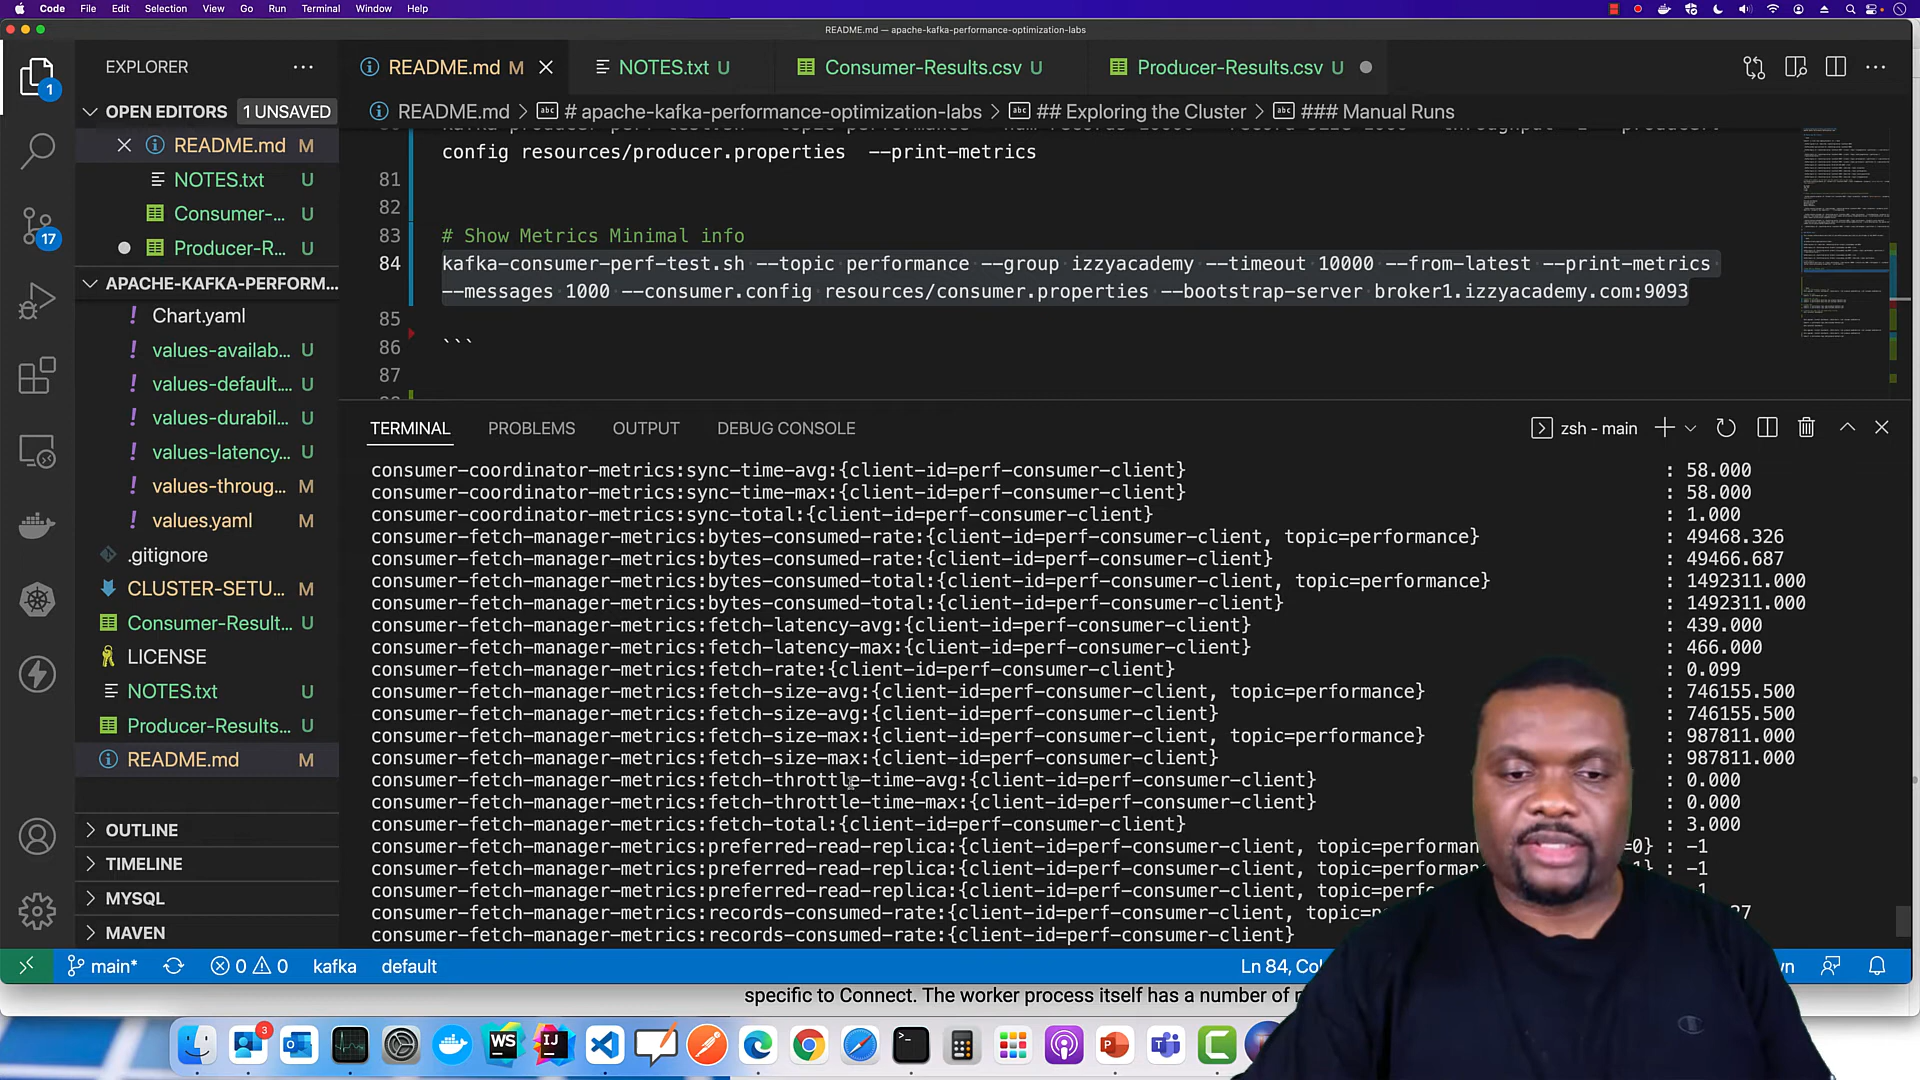 Code File Edit Selection View Go Run Terminal Window Help
README.md — apache-kafka-performance-optimization-labs
EXPLORER
README.md M
NOTES.txt U
Consumer-Results.csv U
Producer-Results.csv U
1
OPEN EDITORS 1 UNSAVED
README.md > # apache-kafka-performance-optimization-labs > ## Exploring the Cluster > ### Manual Runs
README.md M
NOTES.txt U
Consumer-... U
Producer-R... U
17
config resources/producer.properties --print-metrics
81
82
83 # Show Metrics Minimal info
84 kafka-consumer-perf-test.sh --topic performance --group izzyacademy --timeout 10000 --from-latest --print-metrics
--messages 1000 --consumer.config resources/consumer.properties --bootstrap-server broker1.izzyacademy.com:9093
85
86 ```
87
APACHE-KAFKA-PERFORM...
Chart.yaml
values-availab... U
values-default.... U
values-durabil... U
values-latency... U
values-throug... M
values.yaml M
.gitignore
CLUSTER-SETU... M
Consumer-Result... U
LICENSE
NOTES.txt U
Producer-Results... U
README.md M
OUTLINE
TIMELINE
MYSQL
MAVEN
TERMINAL PROBLEMS OUTPUT DEBUG CONSOLE
zsh - main
consumer-coordinator-metrics:sync-time-avg:{client-id=perf-consumer-client} : 58.000
consumer-coordinator-metrics:sync-time-max:{client-id=perf-consumer-client} : 58.000
consumer-coordinator-metrics:sync-total:{client-id=perf-consumer-client} : 1.000
consumer-fetch-manager-metrics:bytes-consumed-rate:{client-id=perf-consumer-client, topic=performance} : 49468.326
consumer-fetch-manager-metrics:bytes-consumed-rate:{client-id=perf-consumer-client} : 49466.687
consumer-fetch-manager-metrics:bytes-consumed-total:{client-id=perf-consumer-client, topic=performance} : 1492311.000
consumer-fetch-manager-metrics:bytes-consumed-total:{client-id=perf-consumer-client} : 1492311.000
consumer-fetch-manager-metrics:fetch-latency-avg:{client-id=perf-consumer-client} : 439.000
consumer-fetch-manager-metrics:fetch-latency-max:{client-id=perf-consumer-client} : 466.000
consumer-fetch-manager-metrics:fetch-rate:{client-id=perf-consumer-client} : 0.099
consumer-fetch-manager-metrics:fetch-size-avg:{client-id=perf-consumer-client, topic=performance} : 746155.500
consumer-fetch-manager-metrics:fetch-size-avg:{client-id=perf-consumer-client} : 746155.500
consumer-fetch-manager-metrics:fetch-size-max:{client-id=perf-consumer-client, topic=performance} : 987811.000
consumer-fetch-manager-metrics:fetch-size-max:{client-id=perf-consumer-client} : 987811.000
consumer-fetch-manager-metrics:fetch-throttle-time-avg:{client-id=perf-consumer-client} : 0.000
consumer-fetch-manager-metrics:fetch-throttle-time-max:{client-id=perf-consumer-client} : 0.000
consumer-fetch-manager-metrics:fetch-total:{client-id=perf-consumer-client} : 3.000
consumer-fetch-manager-metrics:preferred-read-replica:{client-id=perf-consumer-client, topic=performan =0} : -1
consumer-fetch-manager-metrics:preferred-read-replica:{client-id=perf-consumer-client, topic=perfor 1} : -1
consumer-fetch-manager-metrics:preferred-read-replica:{client-id=perf-consumer-client, topic=perfo 1
consumer-fetch-manager-metrics:records-consumed-rate:{client-id=perf-consumer-client, topic=p 27
consumer-fetch-manager-metrics:records-consumed-rate:{client-id=perf-consumer-client}
main* 0 0 kafka default Ln 84, Col
specific to Connect. The worker process itself has a number of
3
WS
IJ